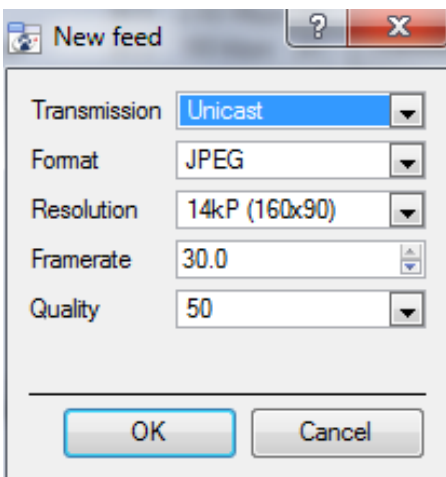 New feed
Transmission Unicast
Format JPEG
Resolution 14kP (160x90)
Framerate 30.0
Quality 50
OK Cancel